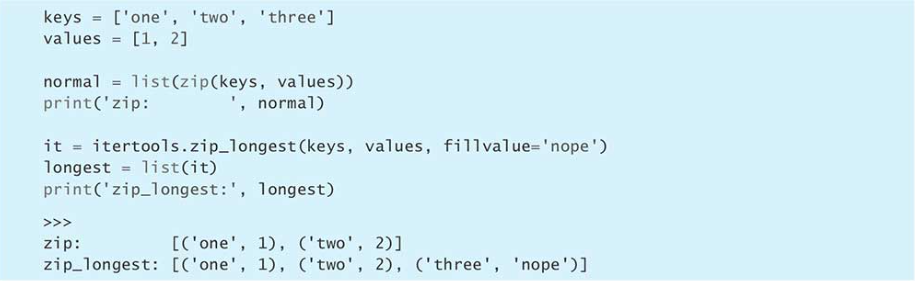 keys = ['one', 'two', 'three']
values = [1, 2]
normal = list(zip(keys, values))
print('zip:        ', normal)
it = itertools.zip_longest(keys, values, fillvalue='nope')
longest = list(it)
print('zip_longest:', longest)
>>>
zip:         [('one', 1), ('two', 2)]
zip_longest: [('one', 1), ('two', 2), ('three', 'nope')]